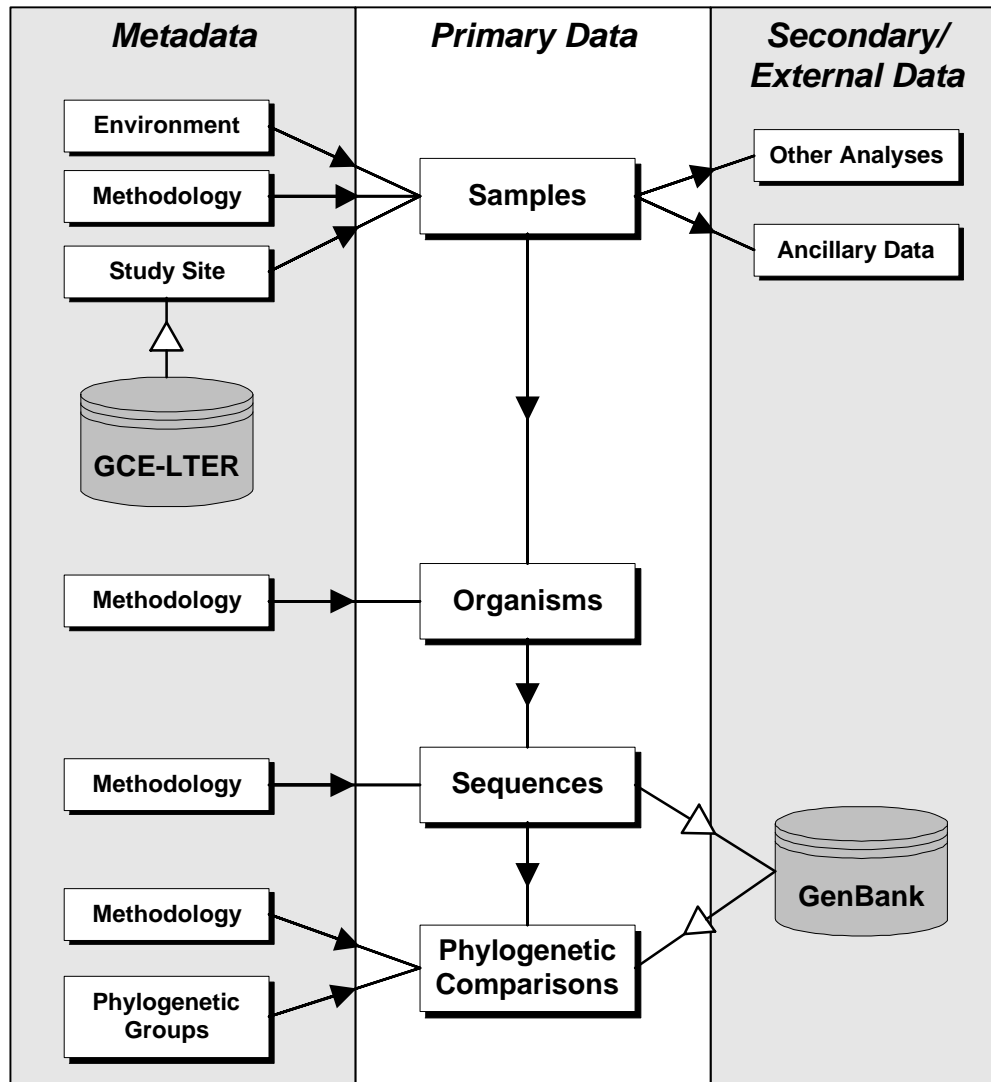 Metadata
Primary Data
Secondary/
External Data
Environment
Methodology
Study Site
GCE-LTER
Samples
Other Analyses
Ancillary Data
Methodology
Organisms
Methodology
Sequences
GenBank
Methodology
Phylogenetic
Groups
Phylogenetic
Comparisons